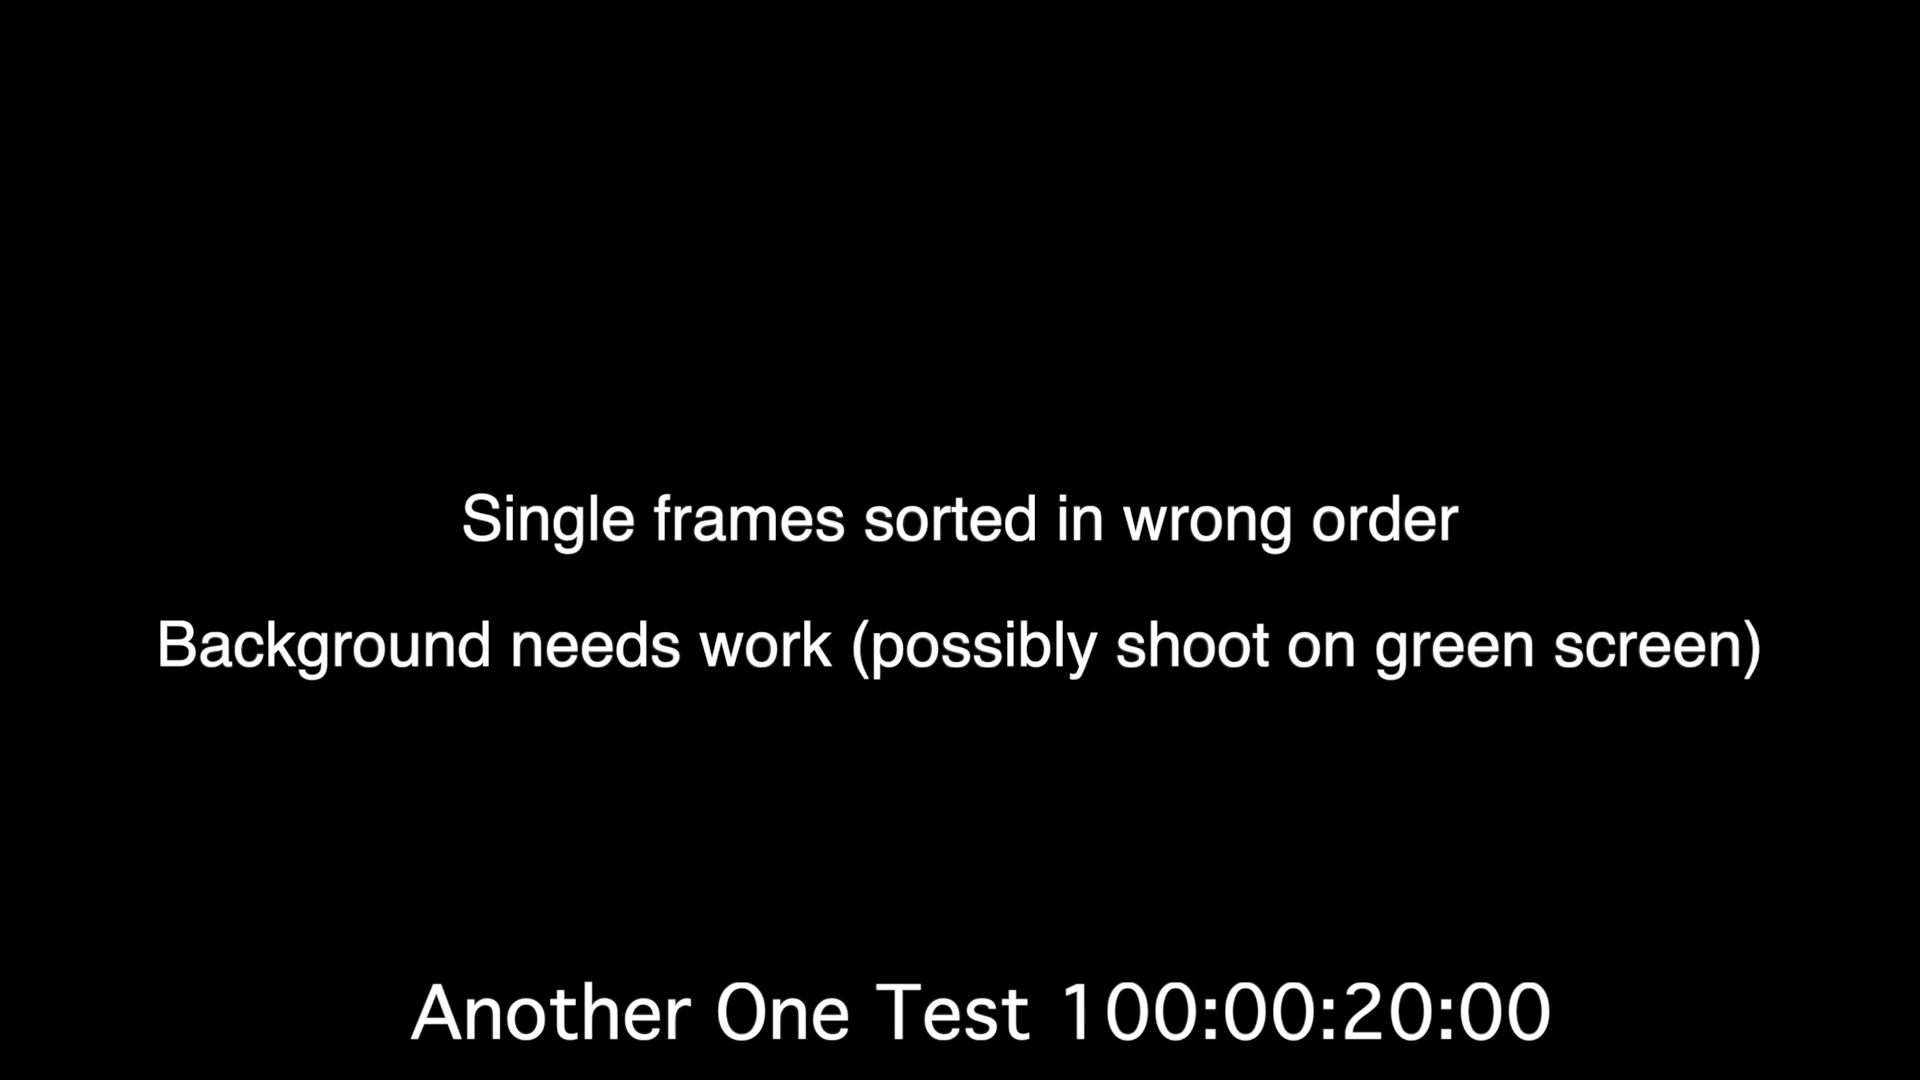 Single frames sorted in wrong order
Background needs work (possibly shoot on green screen)
Another One Test 100:00:20:00